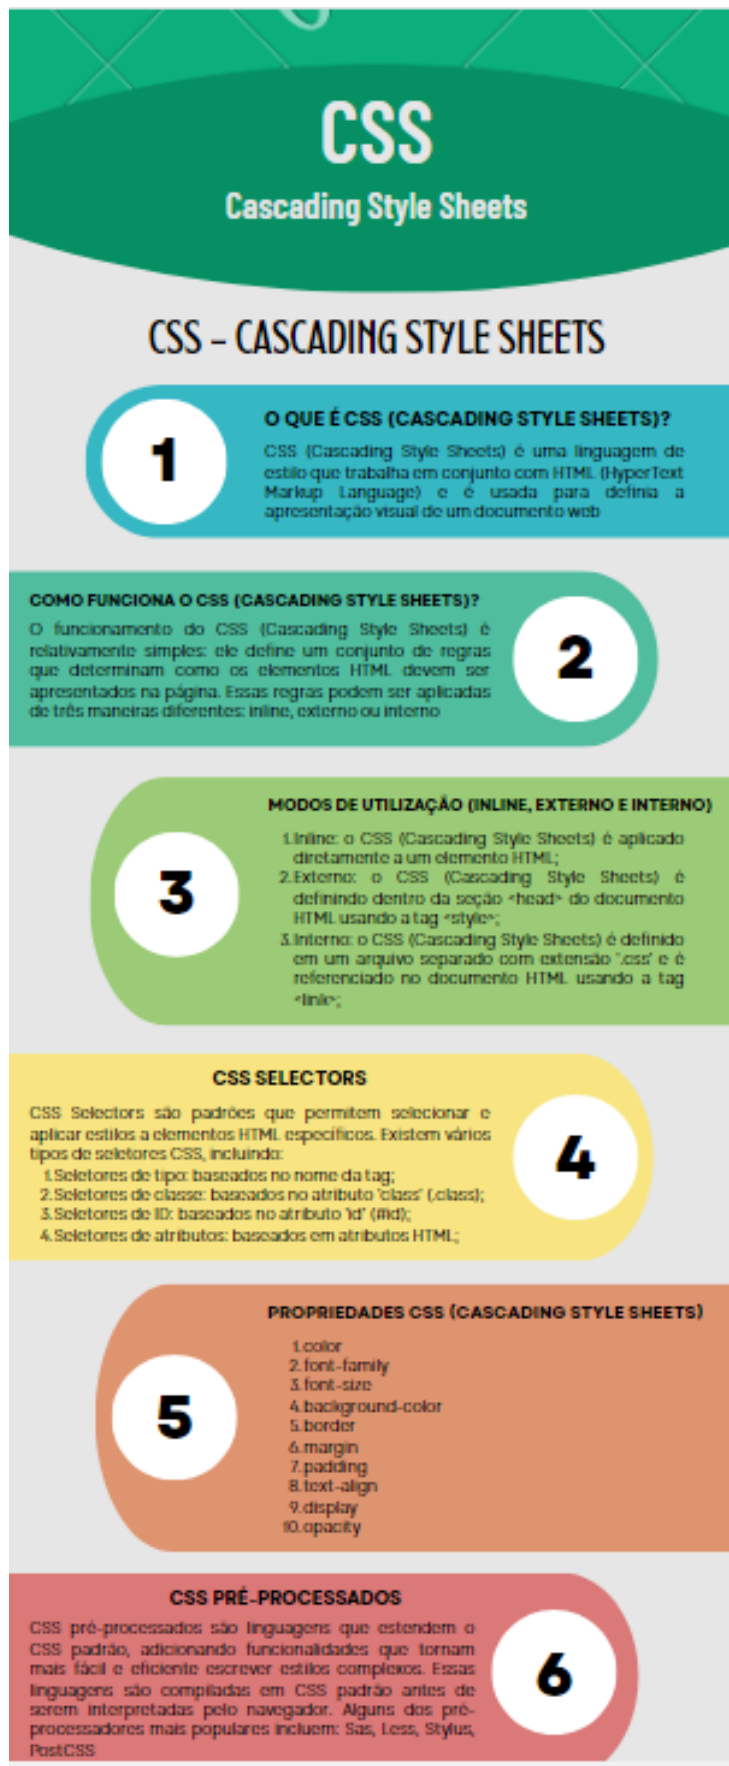 CSS
Cascading Style Sheets
CSS - CASCADING STYLE SHEETS
1
O QUE É CSS (CASCADING STYLE SHEETS)?
CSS (Cascading Style Sheets) é uma linguagem de
estilo que trabalha em conjunto com HTML (HyperText
Markup Language) e é usada para definia a
apresentação visual de um documento web
COMO FUNCIONA O CSS (CASCADING STYLE SHEETS)?
O funcionamento do CSS (Cascading Style Sheets) é
relativamente simples: ele define um conjunto de regras
que determinam como os elementos HTML devem ser
apresentados na página. Essas regras podem ser aplicadas
de três maneiras diferentes: inline, externo ou interno
2
MODOS DE UTILIZAÇÃO (INLINE, EXTERNO E INTERNO)
3
1. Inline: o CSS (Cascading Style Sheets) é aplicado
diretamente a um elemento HTML;
2. Externo: o CSS (Cascading Style Sheets) é
definindo dentro da seção <head> do documento
HTML usando a tag <style>;
3. Interno: o CSS (Cascading Style Sheets) é definido
em um arquivo separado com extensão '.css' e é
referenciado no documento HTML usando a tag
<link>;
CSS SELECTORS
CSS Selectors são padrões que permitem selecionar e
aplicar estilos a elementos HTML específicos. Existem vários
tipos de seletores CSS, incluindo:
1. Seletores de tipo: baseados no nome da tag;
2. Seletores de classe: baseados no atributo 'class' (.class);
3. Seletores de ID: baseados no atributo 'id' (#id);
4. Seletores de atributos: baseados em atributos HTML;
4
PROPRIEDADES CSS (CASCADING STYLE SHEETS)
5
1. color
2. font-family
3. font-size
4. background-color
5. border
6. margin
7. padding
8. text-align
9. display
10. opacity
CSS PRÉ-PROCESSADOS
CSS pré-processados são linguagens que estendem o
CSS padrão, adicionando funcionalidades que tornam
mais fácil e eficiente escrever estilos complexos. Essas
linguagens são compiladas em CSS padrão antes de
serem interpretadas pelo navegador. Alguns dos pré-
processadores mais populares incluem: Sas, Less, Stylus,
PostCSS
6